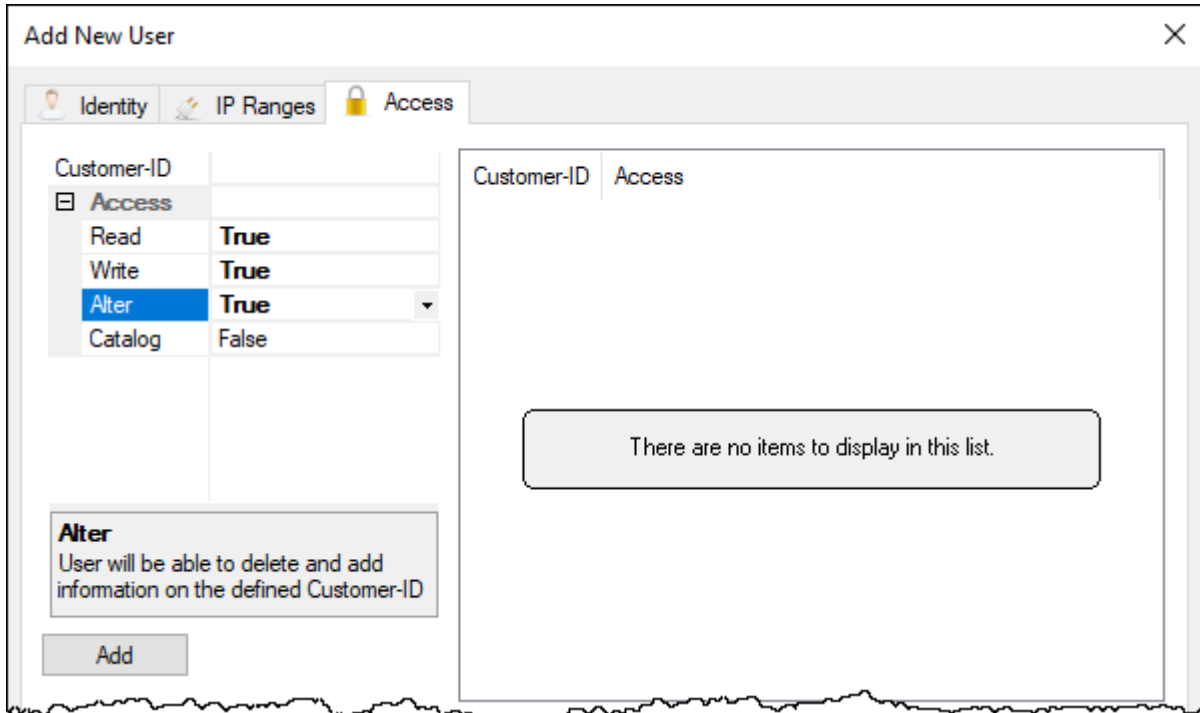 Add New User
Identity IP Ranges Access
Customer-ID
Access
Read True
Write True
Alter True
Catalog False
Alter
User will be able to delete and add
information on the defined Customer-ID
Add
Customer-ID Access
There are no items to display in this list.